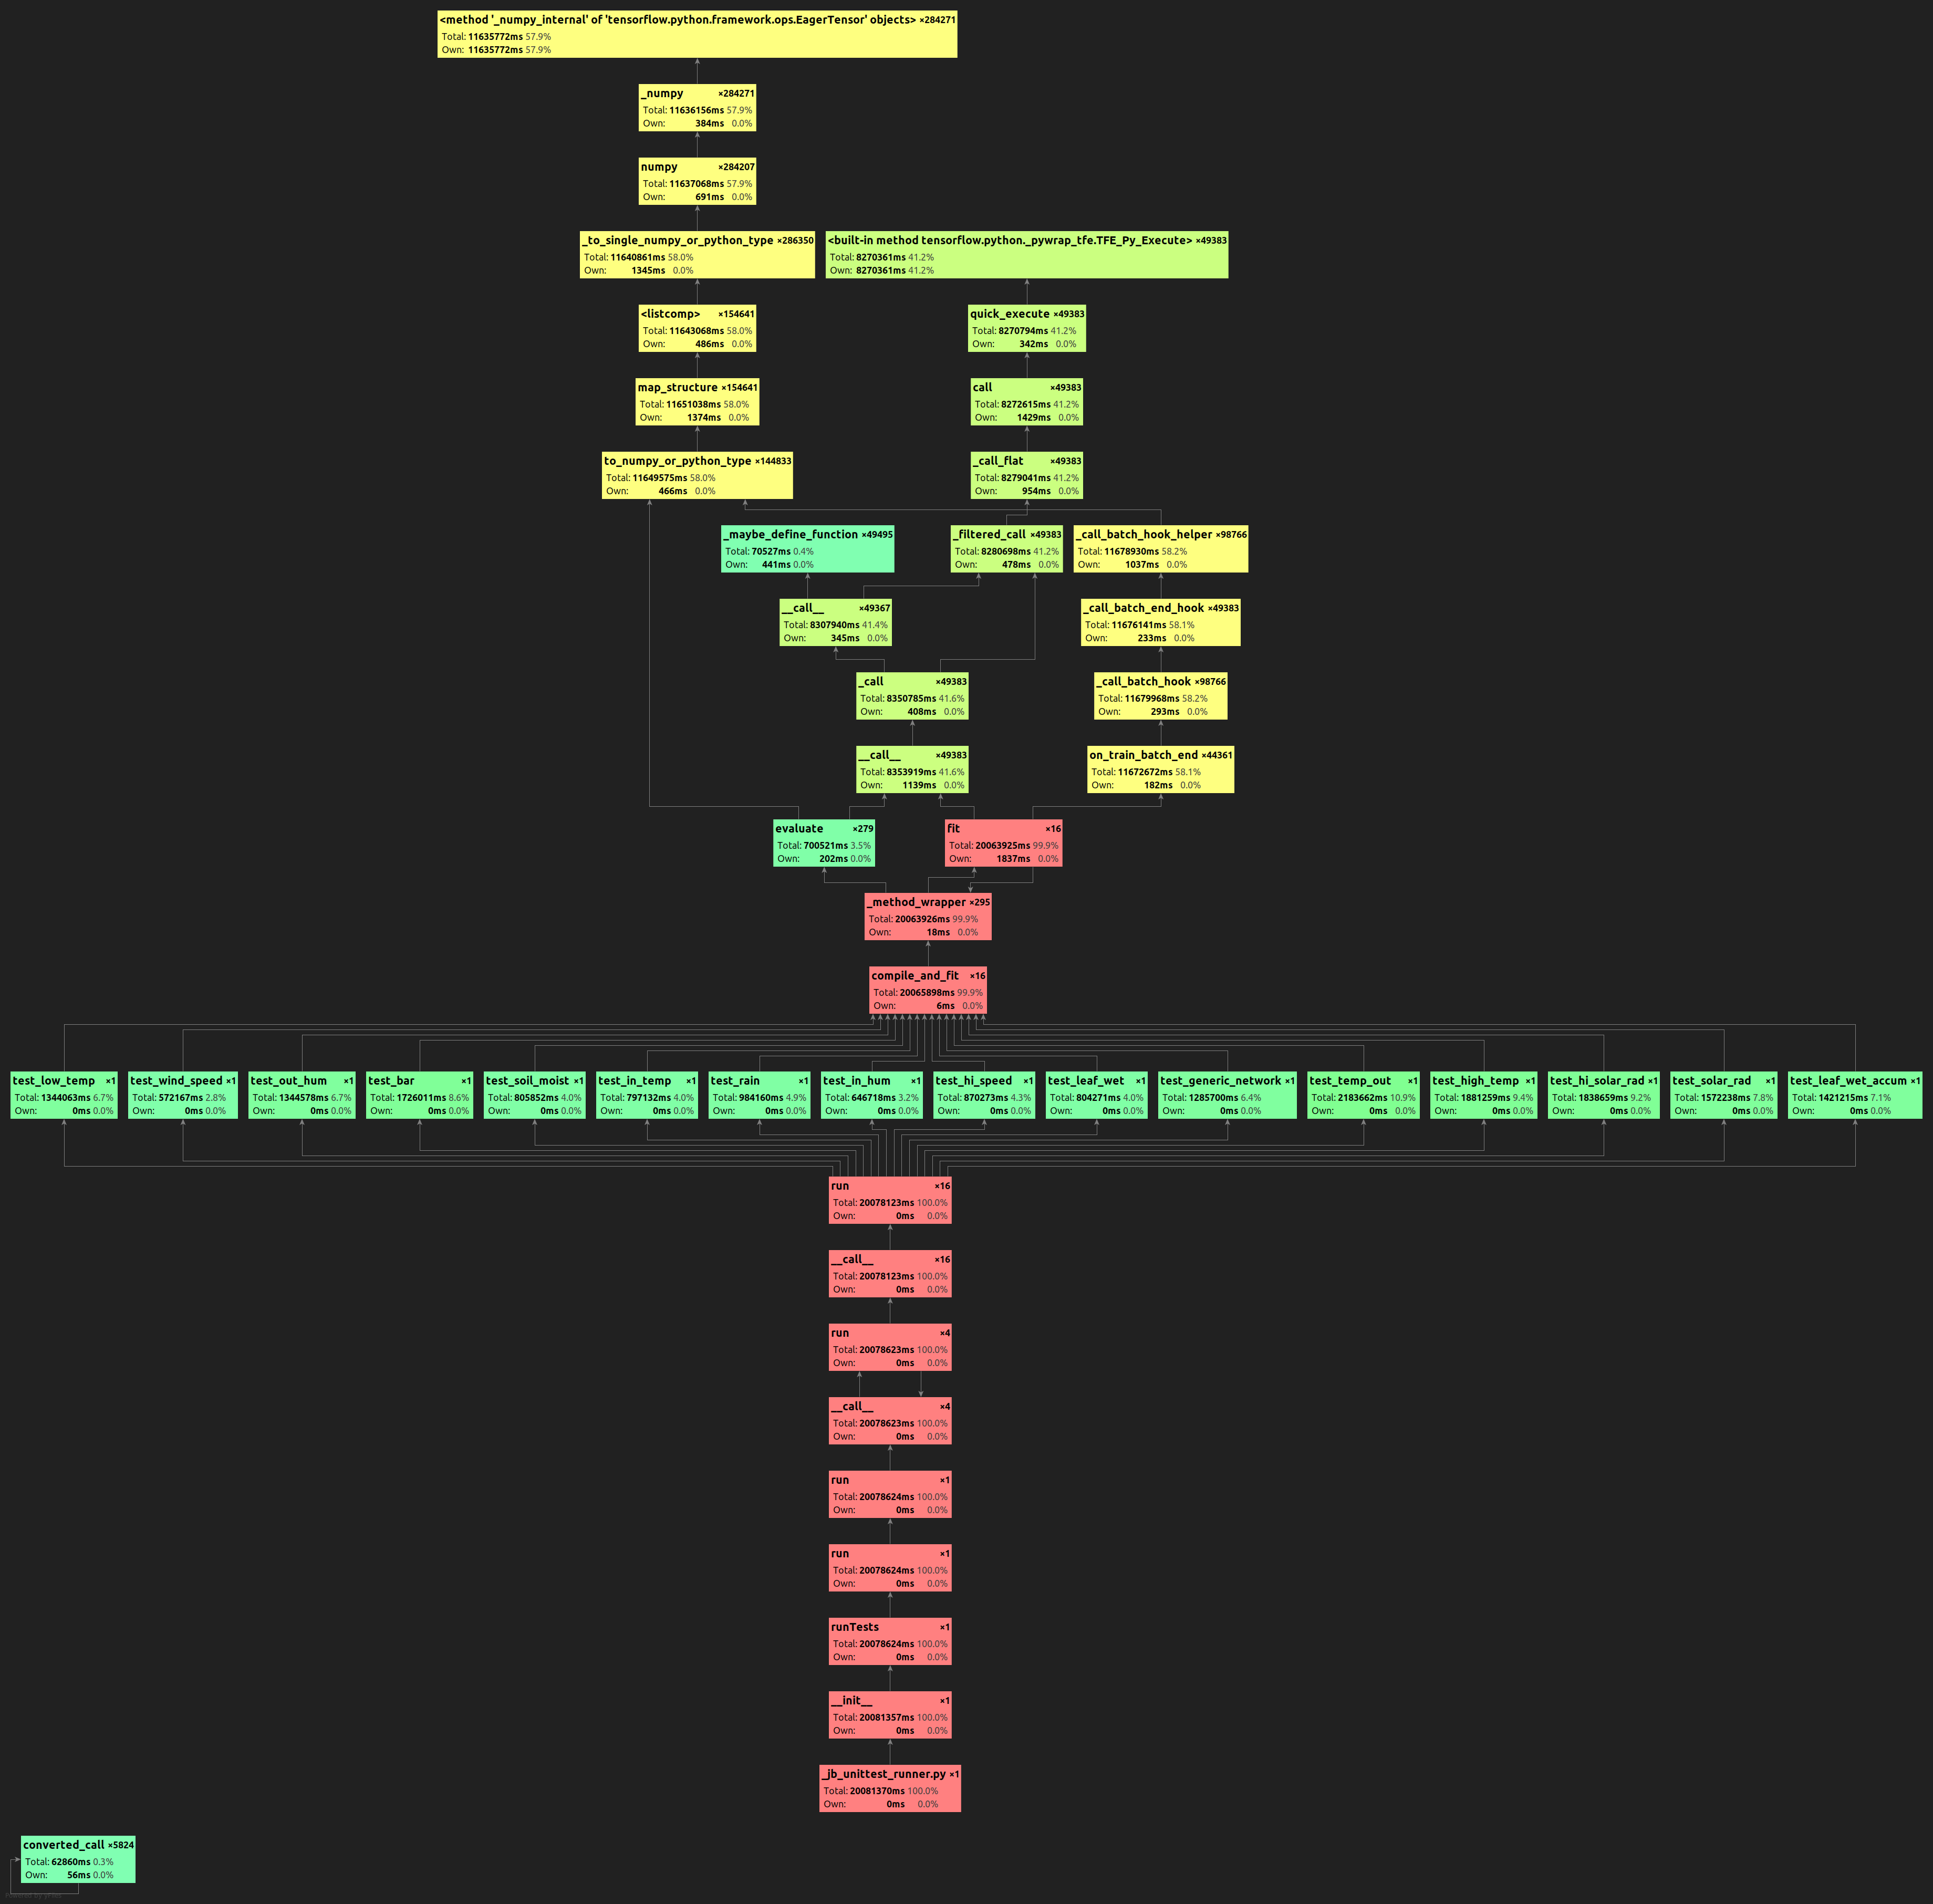 <method '_numpy_internal' of 'tensorflow.python.framework.ops.EagerTensor' objects> ×284271
Total: 11635772ms 57.9%
Own: 11635772ms 57.9%
_numpy ×284271
Total: 11636156ms 57.9%
Own: 384ms 0.0%
numpy ×284207
Total: 11637068ms 57.9%
Own: 691ms 0.0%
_to_single_numpy_or_python_type ×286350
Total: 11640861ms 58.0%
Own: 1345ms 0.0%
<built-in method tensorflow.python._pywrap_tfe.TFE_Py_Execute> ×49383
Total: 8270361ms 41.2%
Own: 8270361ms 41.2%
<listcomp> ×154641
Total: 11643068ms 58.0%
Own: 486ms 0.0%
quick_execute ×49383
Total: 8270794ms 41.2%
Own: 342ms 0.0%
map_structure ×154641
Total: 11651038ms 58.0%
Own: 1374ms 0.0%
call ×49383
Total: 8272615ms 41.2%
Own: 1429ms 0.0%
to_numpy_or_python_type ×144833
Total: 11649575ms 58.0%
Own: 466ms 0.0%
_call_flat ×49383
Total: 8279041ms 41.2%
Own: 954ms 0.0%
_maybe_define_function ×49495
Total: 70527ms 0.4%
Own: 441ms 0.0%
_filtered_call ×49383
Total: 8280698ms 41.2%
Own: 478ms 0.0%
_call_batch_hook_helper ×98766
Total: 11678930ms 58.2%
Own: 1037ms 0.0%
__call__ ×49367
Total: 8307940ms 41.4%
Own: 345ms 0.0%
_call_batch_end_hook ×49383
Total: 11676141ms 58.1%
Own: 233ms 0.0%
_call ×49383
Total: 8350785ms 41.6%
Own: 408ms 0.0%
_call_batch_hook ×98766
Total: 11679968ms 58.2%
Own: 293ms 0.0%
__call__ ×49383
Total: 8353919ms 41.6%
Own: 1139ms 0.0%
on_train_batch_end ×44361
Total: 11672672ms 58.1%
Own: 182ms 0.0%
evaluate ×279
Total: 700521ms 3.5%
Own: 202ms 0.0%
fit ×16
Total: 20063925ms 99.9%
Own: 1837ms 0.0%
_method_wrapper ×295
Total: 20063926ms 99.9%
Own: 18ms 0.0%
compile_and_fit ×16
Total: 20065898ms 99.9%
Own: 6ms 0.0%
test_low_temp ×1
Total: 1344063ms 6.7%
Own: 0ms 0.0%
test_wind_speed ×1
Total: 572167ms 2.8%
Own: 0ms 0.0%
test_out_hum ×1
Total: 1344578ms 6.7%
Own: 0ms 0.0%
test_bar ×1
Total: 1726011ms 8.6%
Own: 0ms 0.0%
test_soil_moist ×1
Total: 805852ms 4.0%
Own: 0ms 0.0%
test_in_temp ×1
Total: 797132ms 4.0%
Own: 0ms 0.0%
test_rain ×1
Total: 984160ms 4.9%
Own: 0ms 0.0%
test_in_hum ×1
Total: 646718ms 3.2%
Own: 0ms 0.0%
test_hi_speed ×1
Total: 870273ms 4.3%
Own: 0ms 0.0%
test_leaf_wet ×1
Total: 804271ms 4.0%
Own: 0ms 0.0%
test_generic_network ×1
Total: 1285700ms 6.4%
Own: 0ms 0.0%
test_temp_out ×1
Total: 2183662ms 10.9%
Own: 0ms 0.0%
test_high_temp ×1
Total: 1881259ms 9.4%
Own: 0ms 0.0%
test_hi_solar_rad ×1
Total: 1838659ms 9.2%
Own: 0ms 0.0%
test_solar_rad ×1
Total: 1572238ms 7.8%
Own: 0ms 0.0%
test_leaf_wet_accum ×1
Total: 1421215ms 7.1%
Own: 0ms 0.0%
run ×16
Total: 20078123ms 100.0%
Own: 0ms 0.0%
__call__ ×16
Total: 20078123ms 100.0%
Own: 0ms 0.0%
run ×4
Total: 20078623ms 100.0%
Own: 0ms 0.0%
__call__ ×4
Total: 20078623ms 100.0%
Own: 0ms 0.0%
run ×1
Total: 20078624ms 100.0%
Own: 0ms 0.0%
run ×1
Total: 20078624ms 100.0%
Own: 0ms 0.0%
runTests ×1
Total: 20078624ms 100.0%
Own: 0ms 0.0%
__init__ ×1
Total: 20081357ms 100.0%
Own: 0ms 0.0%
_jb_unittest_runner.py ×1
Total: 20081370ms 100.0%
Own: 0ms 0.0%
converted_call ×5824
Total: 62860ms 0.3%
Own: 56ms 0.0%